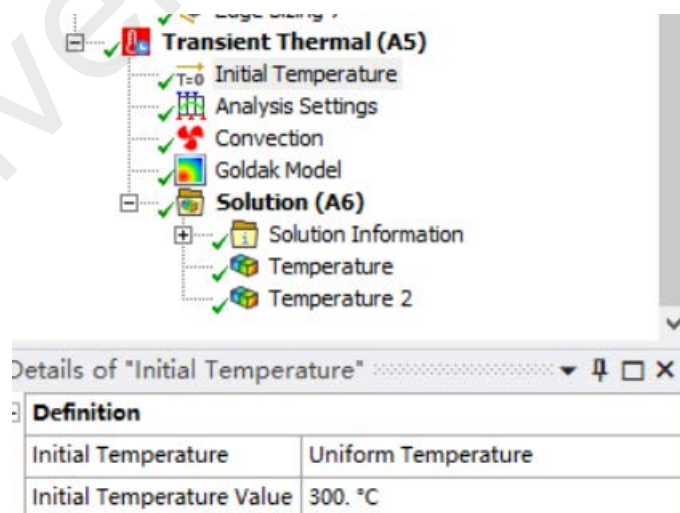 Transient Thermal (A5)
T=0 Initial Temperature
Analysis Settings
Convection
Goldak Model
Solution (A6)
Solution Information
Temperature
Temperature 2
Details of "Initial Temperature"
Definition
Initial Temperature Uniform Temperature
Initial Temperature Value 300. °C